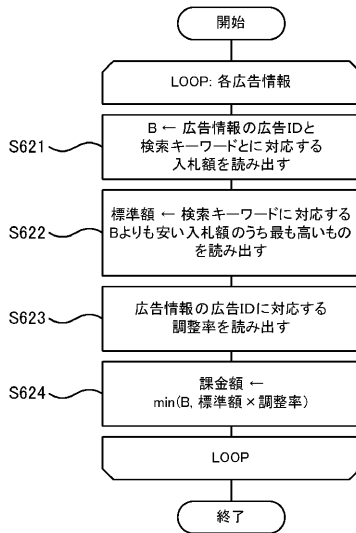 開始
LOOP: 各広告情報
S621
B ← 広告情報の広告IDと
検索キーワードとに対応する
入札額を読み出す
S622
標準額 ← 検索キーワードに対応する
Bよりも安い入札額のうち最も高いもの
を読み出す
S623
広告情報の広告IDに対応する
調整率を読み出す
S624
課金額 ←
min(B, 標準額×調整率)
LOOP
終了